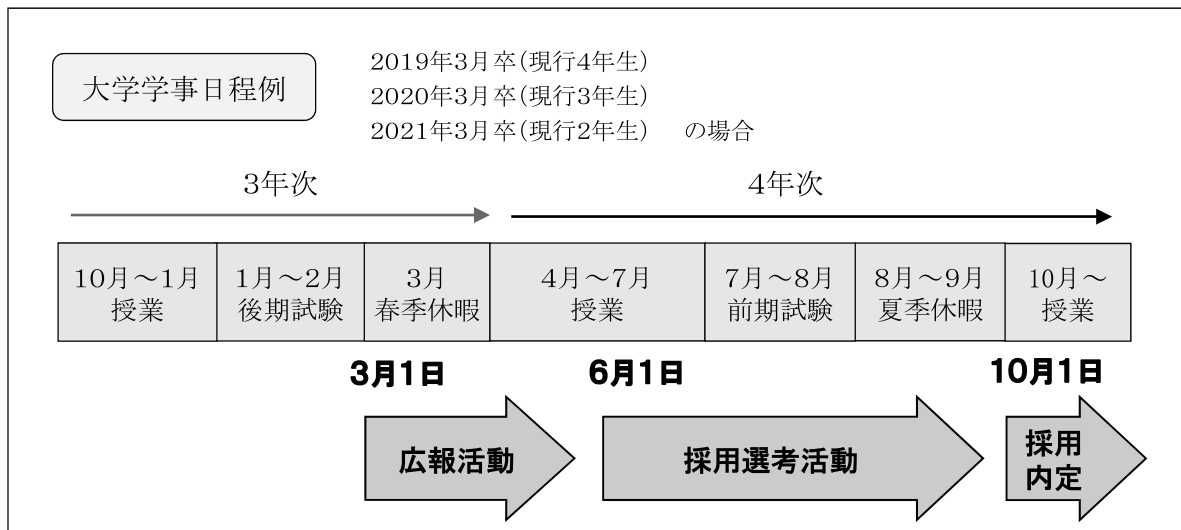 大学学事日程例
2019年3月卒(現行4年生)
2020年3月卒(現行3年生)
2021年3月卒(現行2年生) の場合
3年次
4年次
10月～1月
授業
1月～2月
後期試験
3月
春季休暇
4月～7月
授業
7月～8月
前期試験
8月～9月
夏季休暇
10月～
授業
3月1日
6月1日
10月1日
広報活動
採用選考活動
採用
内定